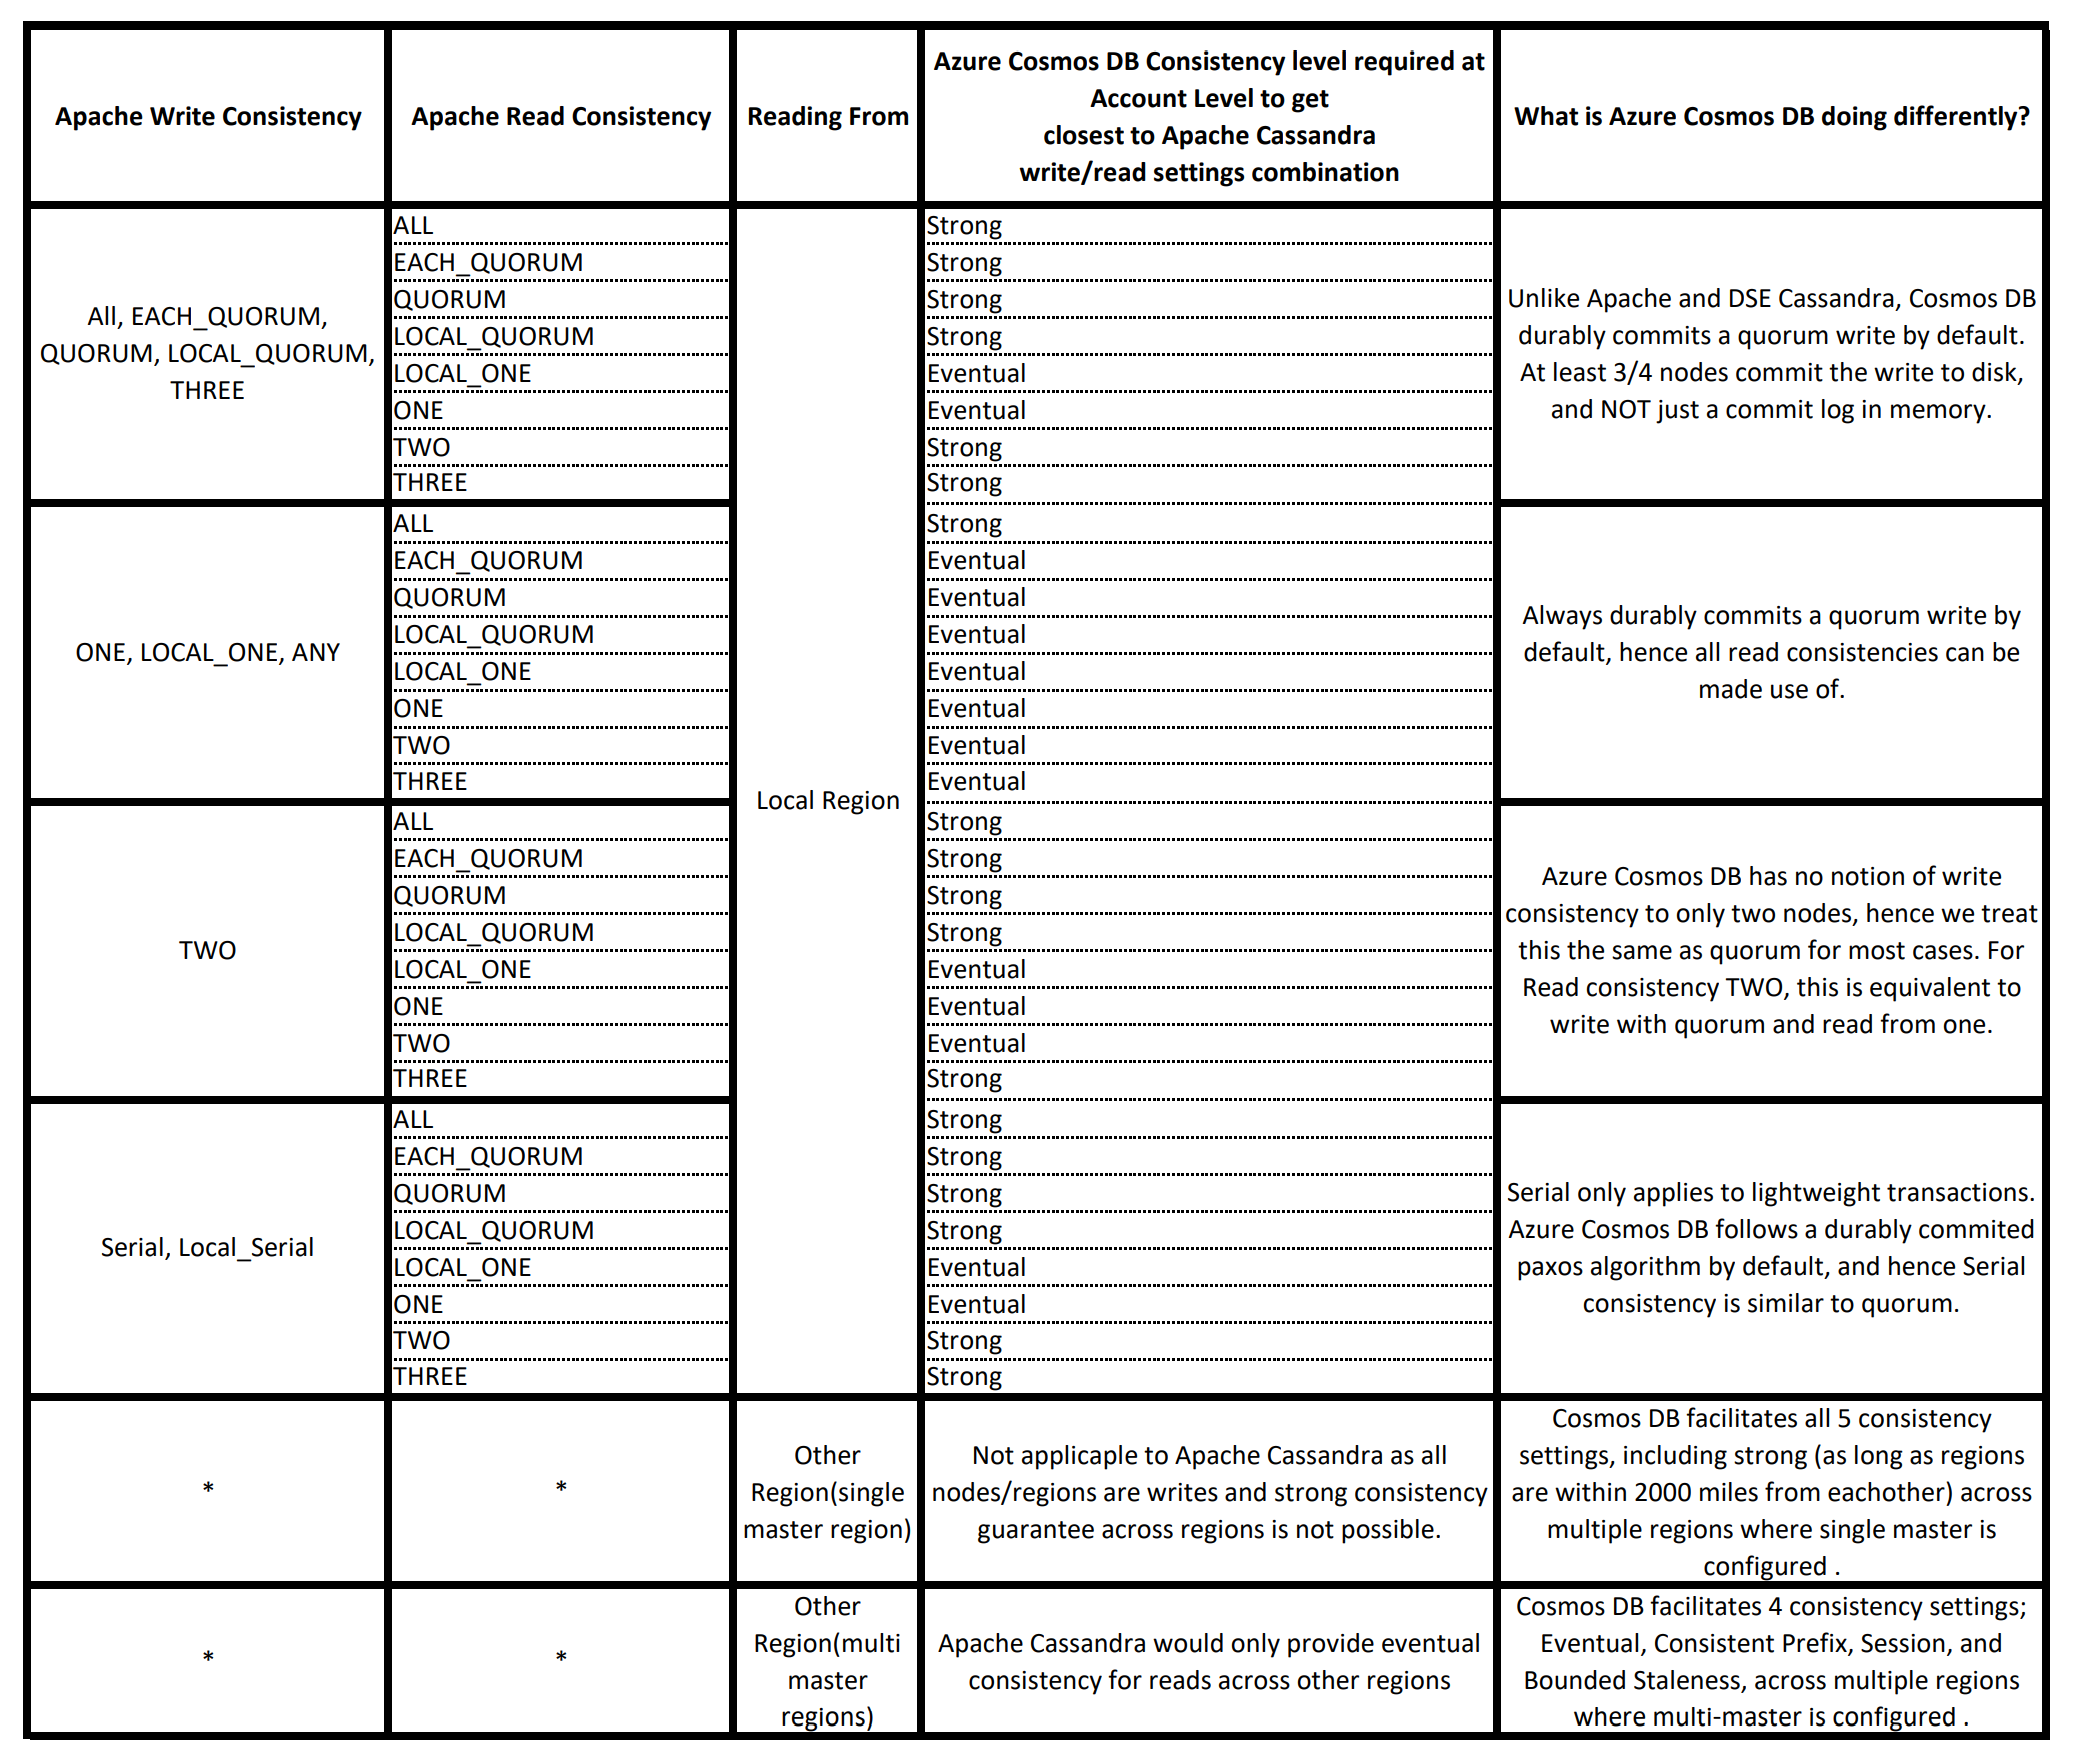 Apache Write Consistency
Apache Read Consistency
Reading From
Azure Cosmos DB Consistency level required at
Account Level to get
closest to Apache Cassandra
write/read settings combination
What is Azure Cosmos DB doing differently?
All, EACH_QUORUM,
QUORUM, LOCAL_QUORUM,
THREE
ALL
Strong
EACH_QUORUM
Strong
QUORUM
Strong
LOCAL_QUORUM
Strong
LOCAL_ONE
Eventual
ONE
Eventual
TWO
Strong
THREE
Strong
Unlike Apache and DSE Cassandra, Cosmos DB
durably commits a quorum write by default.
At least 3/4 nodes commit the write to disk,
and NOT just a commit log in memory.
ONE, LOCAL_ONE, ANY
ALL
Strong
EACH_QUORUM
Eventual
QUORUM
Eventual
LOCAL_QUORUM
Eventual
LOCAL_ONE
Eventual
ONE
Eventual
TWO
Eventual
THREE
Eventual
Always durably commits a quorum write by
default, hence all read consistencies can be
made use of.
Local Region
TWO
ALL
Strong
EACH_QUORUM
Strong
QUORUM
Strong
LOCAL_QUORUM
Strong
LOCAL_ONE
Eventual
ONE
Eventual
TWO
Eventual
THREE
Strong
Azure Cosmos DB has no notion of write
consistency to only two nodes, hence we treat
this the same as quorum for most cases. For
Read consistency TWO, this is equivalent to
write with quorum and read from one.
Serial, Local_Serial
ALL
Strong
EACH_QUORUM
Strong
QUORUM
Strong
LOCAL_QUORUM
Strong
LOCAL_ONE
Eventual
ONE
Eventual
TWO
Strong
THREE
Strong
Serial only applies to lightweight transactions.
Azure Cosmos DB follows a durably commited
paxos algorithm by default, and hence Serial
consistency is similar to quorum.
*
*
Other
Region(single
master region)
Not applicaple to Apache Cassandra as all
nodes/regions are writes and strong consistency
guarantee across regions is not possible.
Cosmos DB facilitates all 5 consistency
settings, including strong (as long as regions
are within 2000 miles from eachother) across
multiple regions where single master is
configured .
*
*
Other
Region(multi
master
regions)
Apache Cassandra would only provide eventual
consistency for reads across other regions
Cosmos DB facilitates 4 consistency settings;
Eventual, Consistent Prefix, Session, and
Bounded Staleness, across multiple regions
where multi-master is configured .